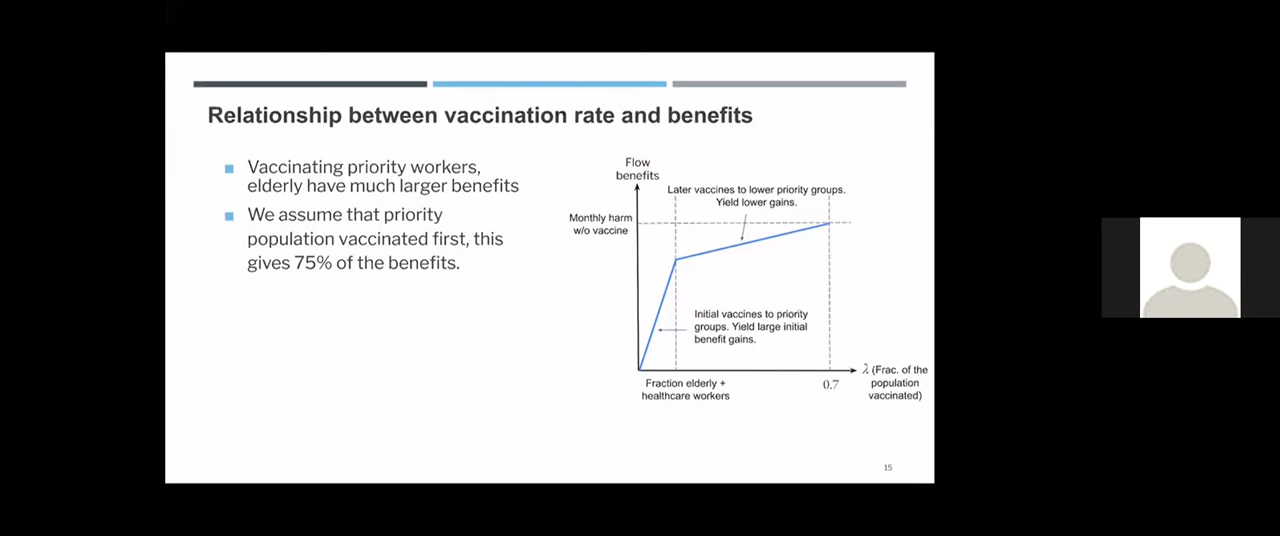 Relationship between vaccination rate and benefits
Vaccinating priority workers,
elderly have much larger benefits
We assume that priority
population vaccinated first, this
gives 75% of the benefits.
Flow
benefits
Later vaccines to lower priority groups.
Yield lower gains.
Monthly harm
w/o vaccine
Initial vaccines to priority
groups. Yield large initial
benefit gains.
Fraction elderly +
healthcare workers
0.7
λ (Frac. of the
population
vaccinated)
15